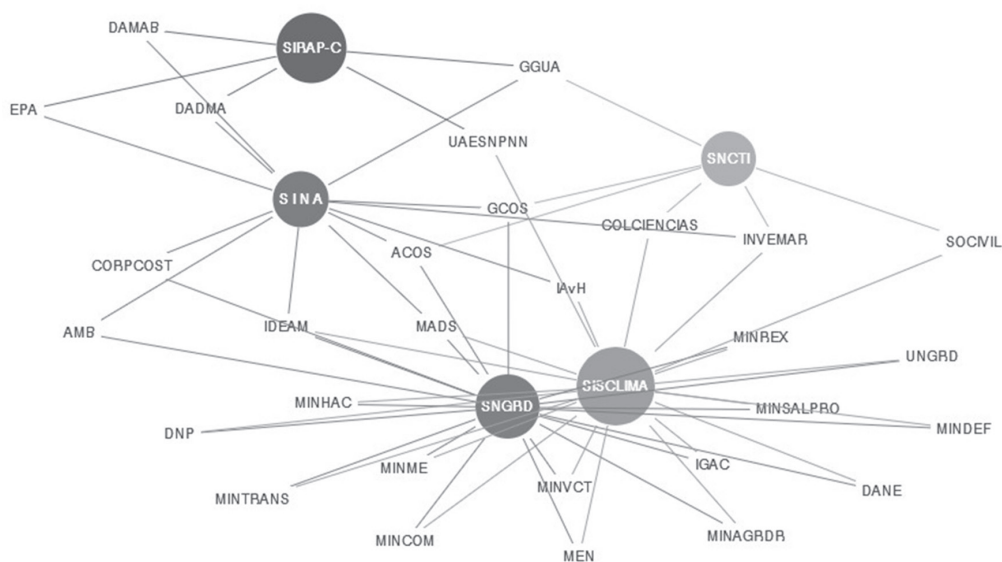 DAMAB
SIRAP-C
GGUA
EPA
DADMA
UAESNPNN
SNCTI
SINA
GCOS
COLCIENCIAS
INVEMAR
SOCIVIL
ACOS
CORPCOST
IAvH
AMB
IDEAM
MADS
MINREX
UNGRD
SISCLIMA
SNGRD
MINHAC
MINSALPRO
DNP
MINDEF
MINME
IGAC
MINTRANS
MINVCT
DANE
MINCOM
MINAGRDR
MEN